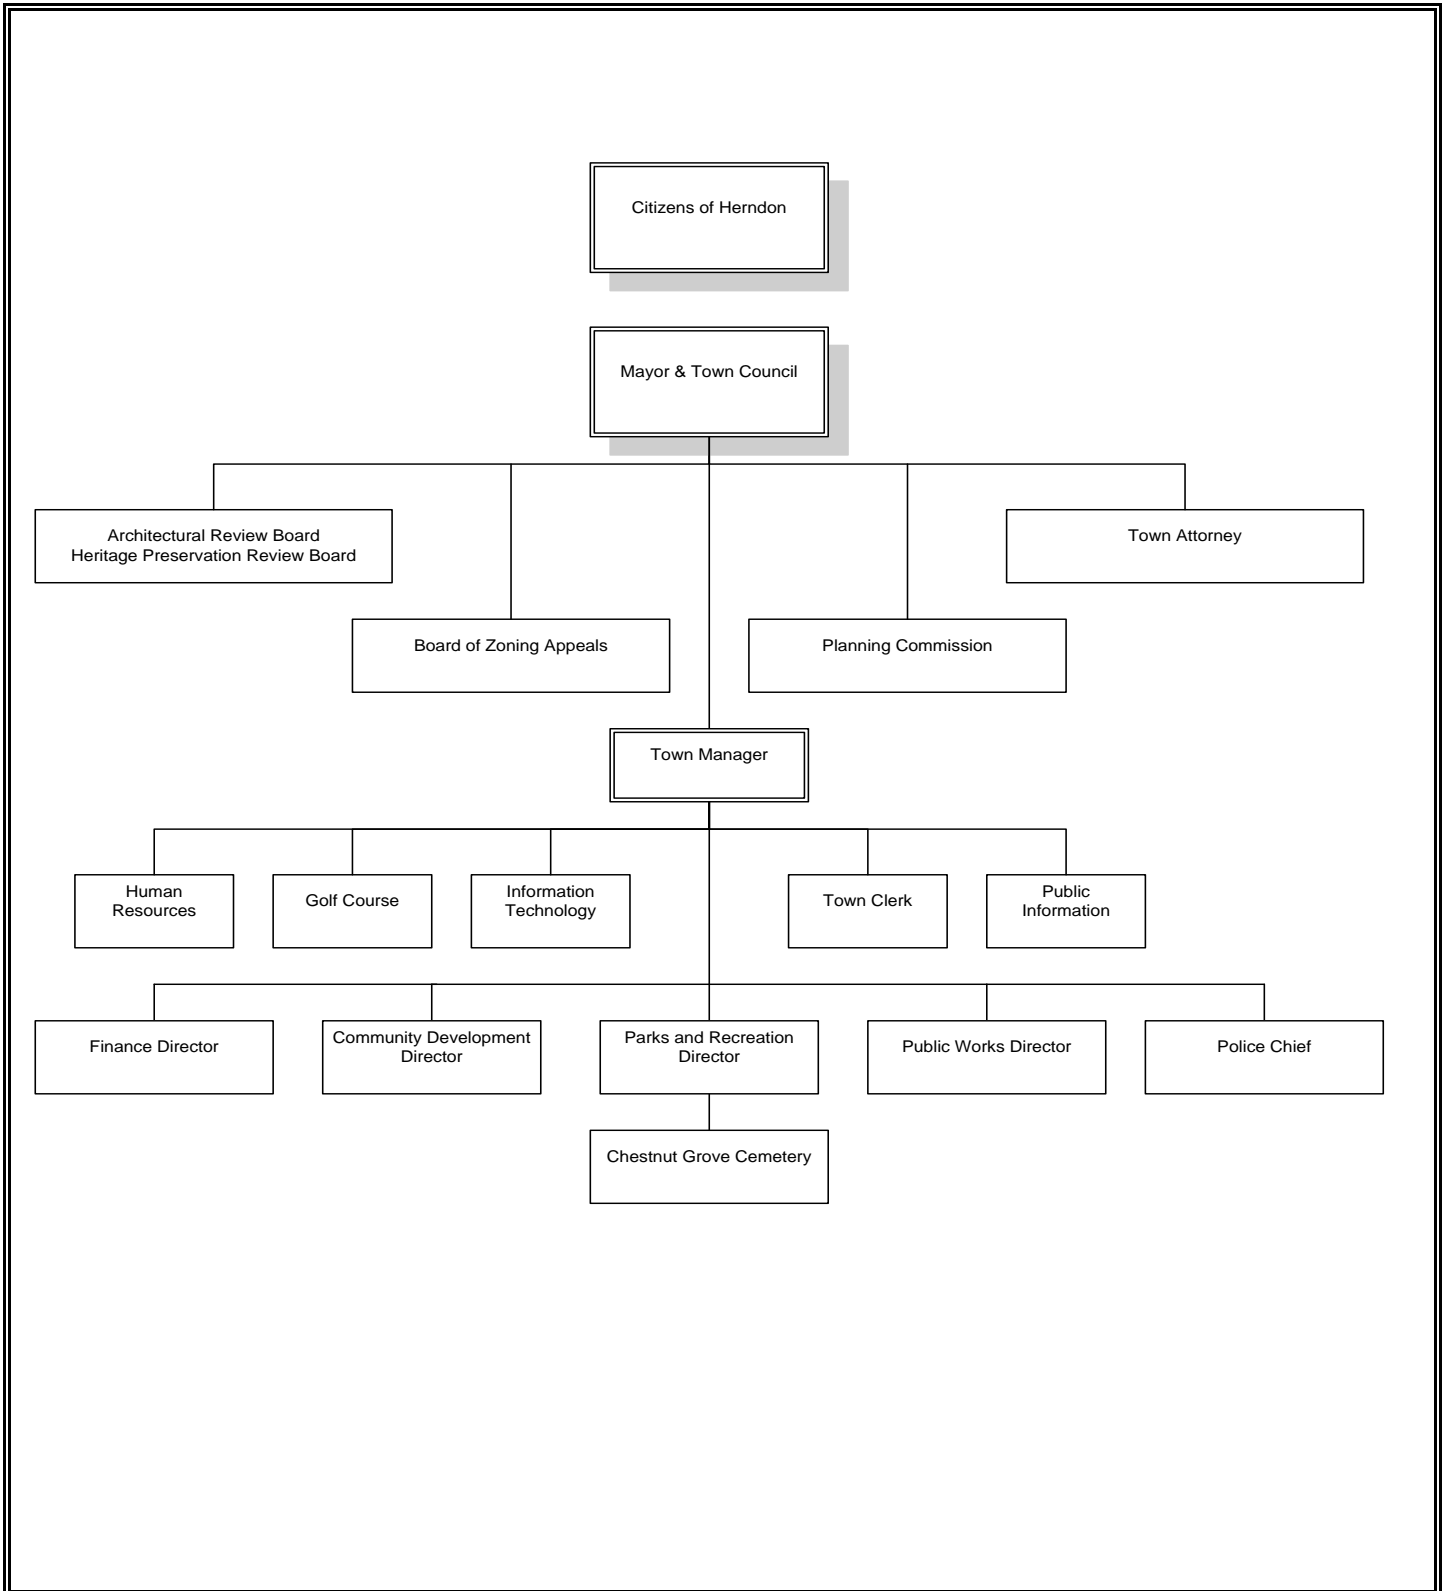 Citizens of Herndon
Mayor & Town Council
Architectural Review Board
Heritage Preservation Review Board
Town Attorney
Board of Zoning Appeals
Planning Commission
Town Manager
Human
Resources
Golf Course
Information
Technology
Town Clerk
Public
Information
Finance Director
Community Development
Director
Parks and Recreation
Director
Public Works Director
Police Chief
Chestnut Grove Cemetery